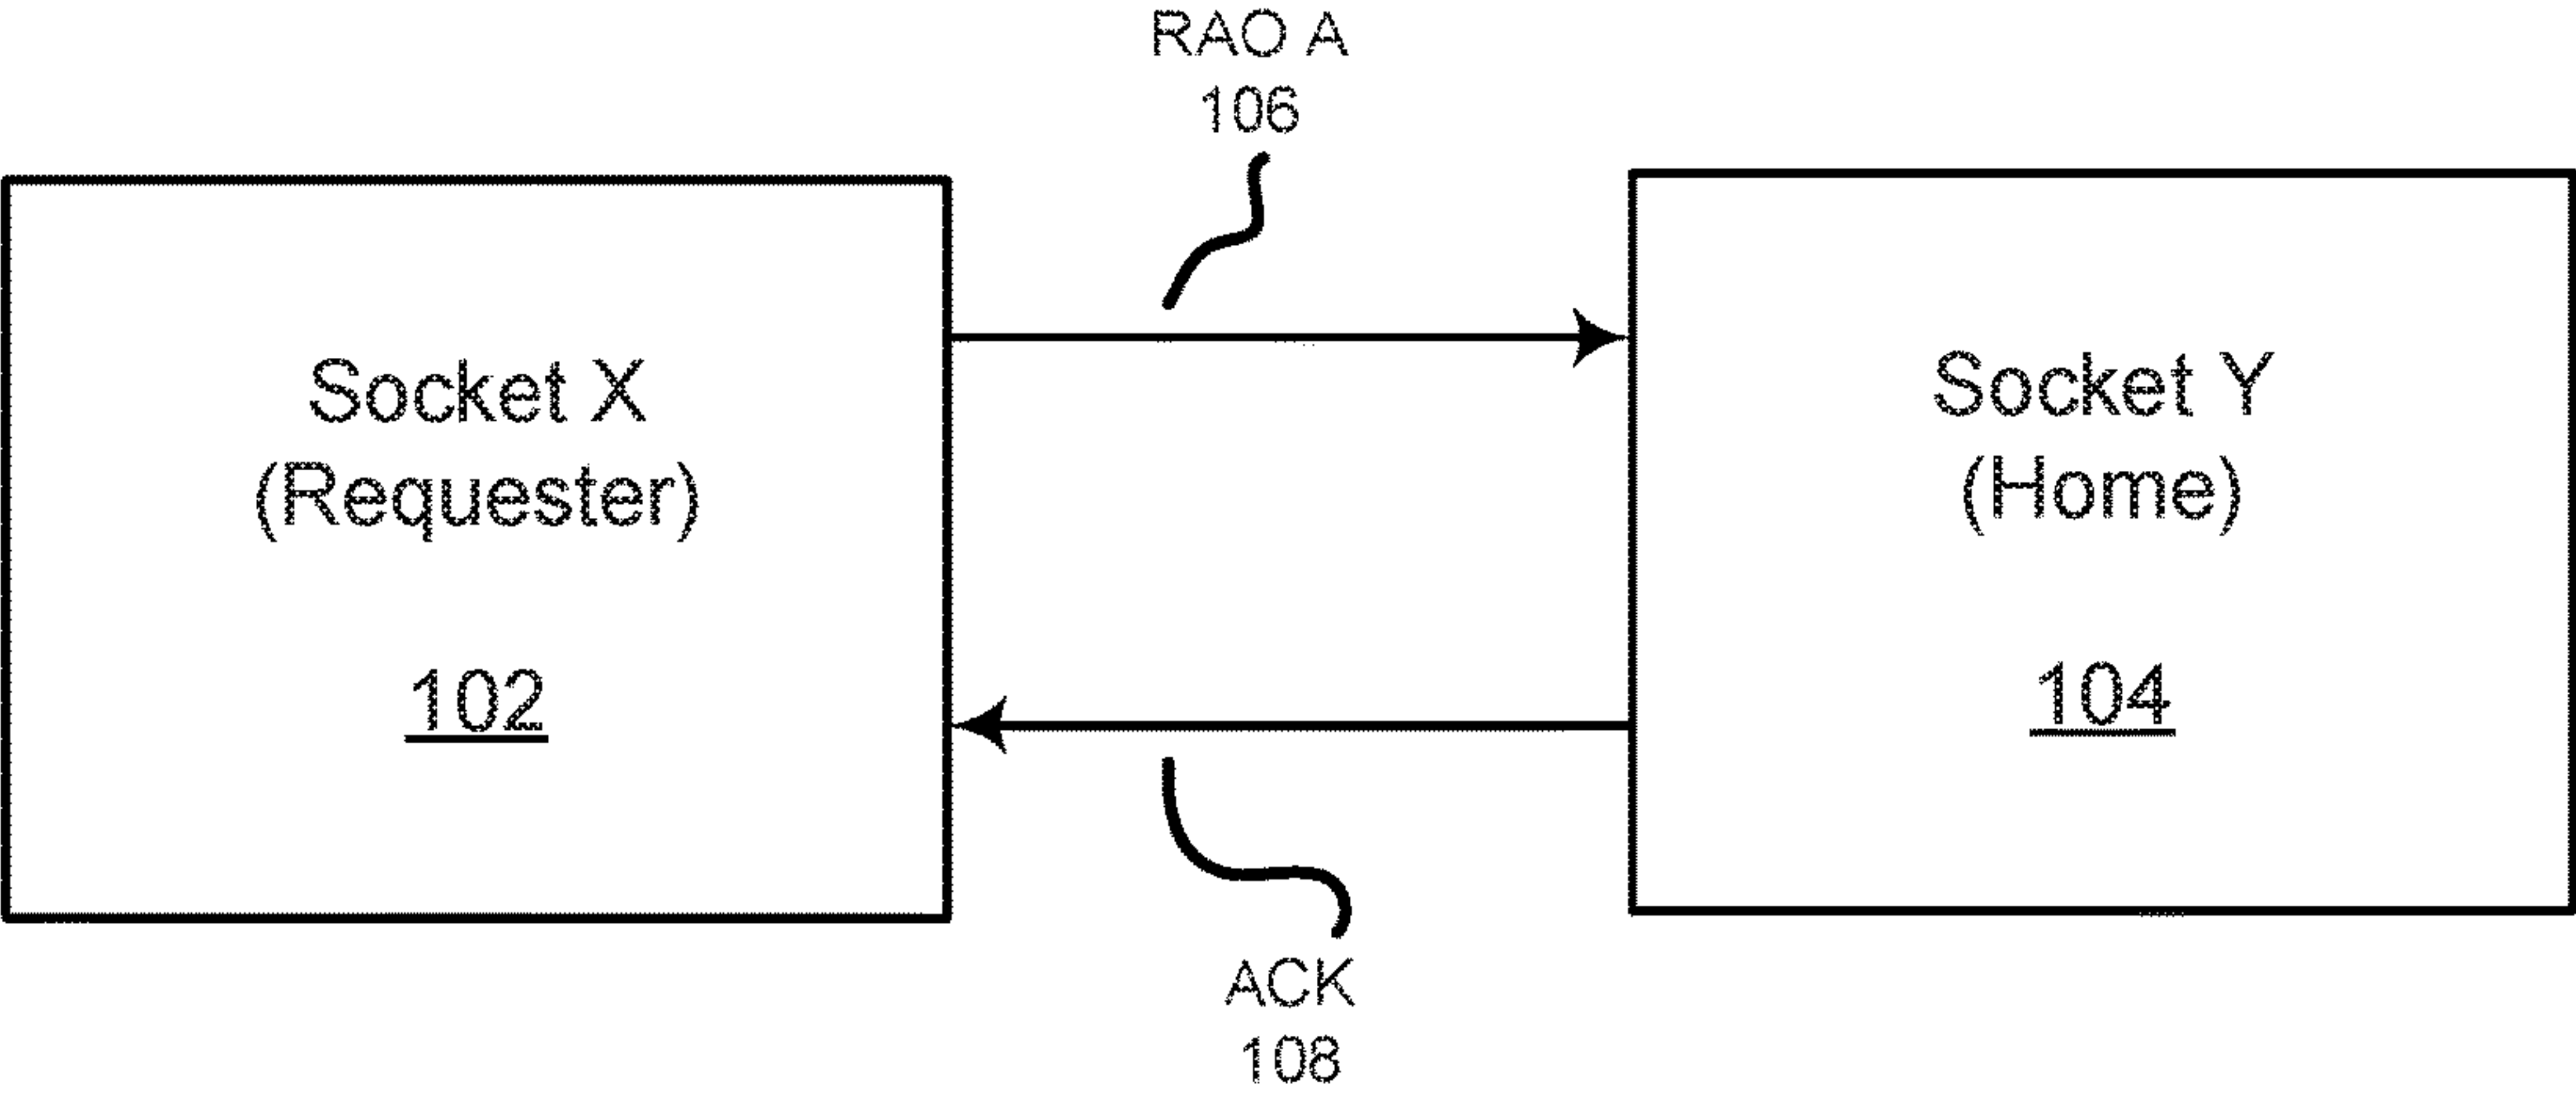 RAO A
106
Socket X
(Requester)
102
Socket Y
(Home)
104
ACK
108